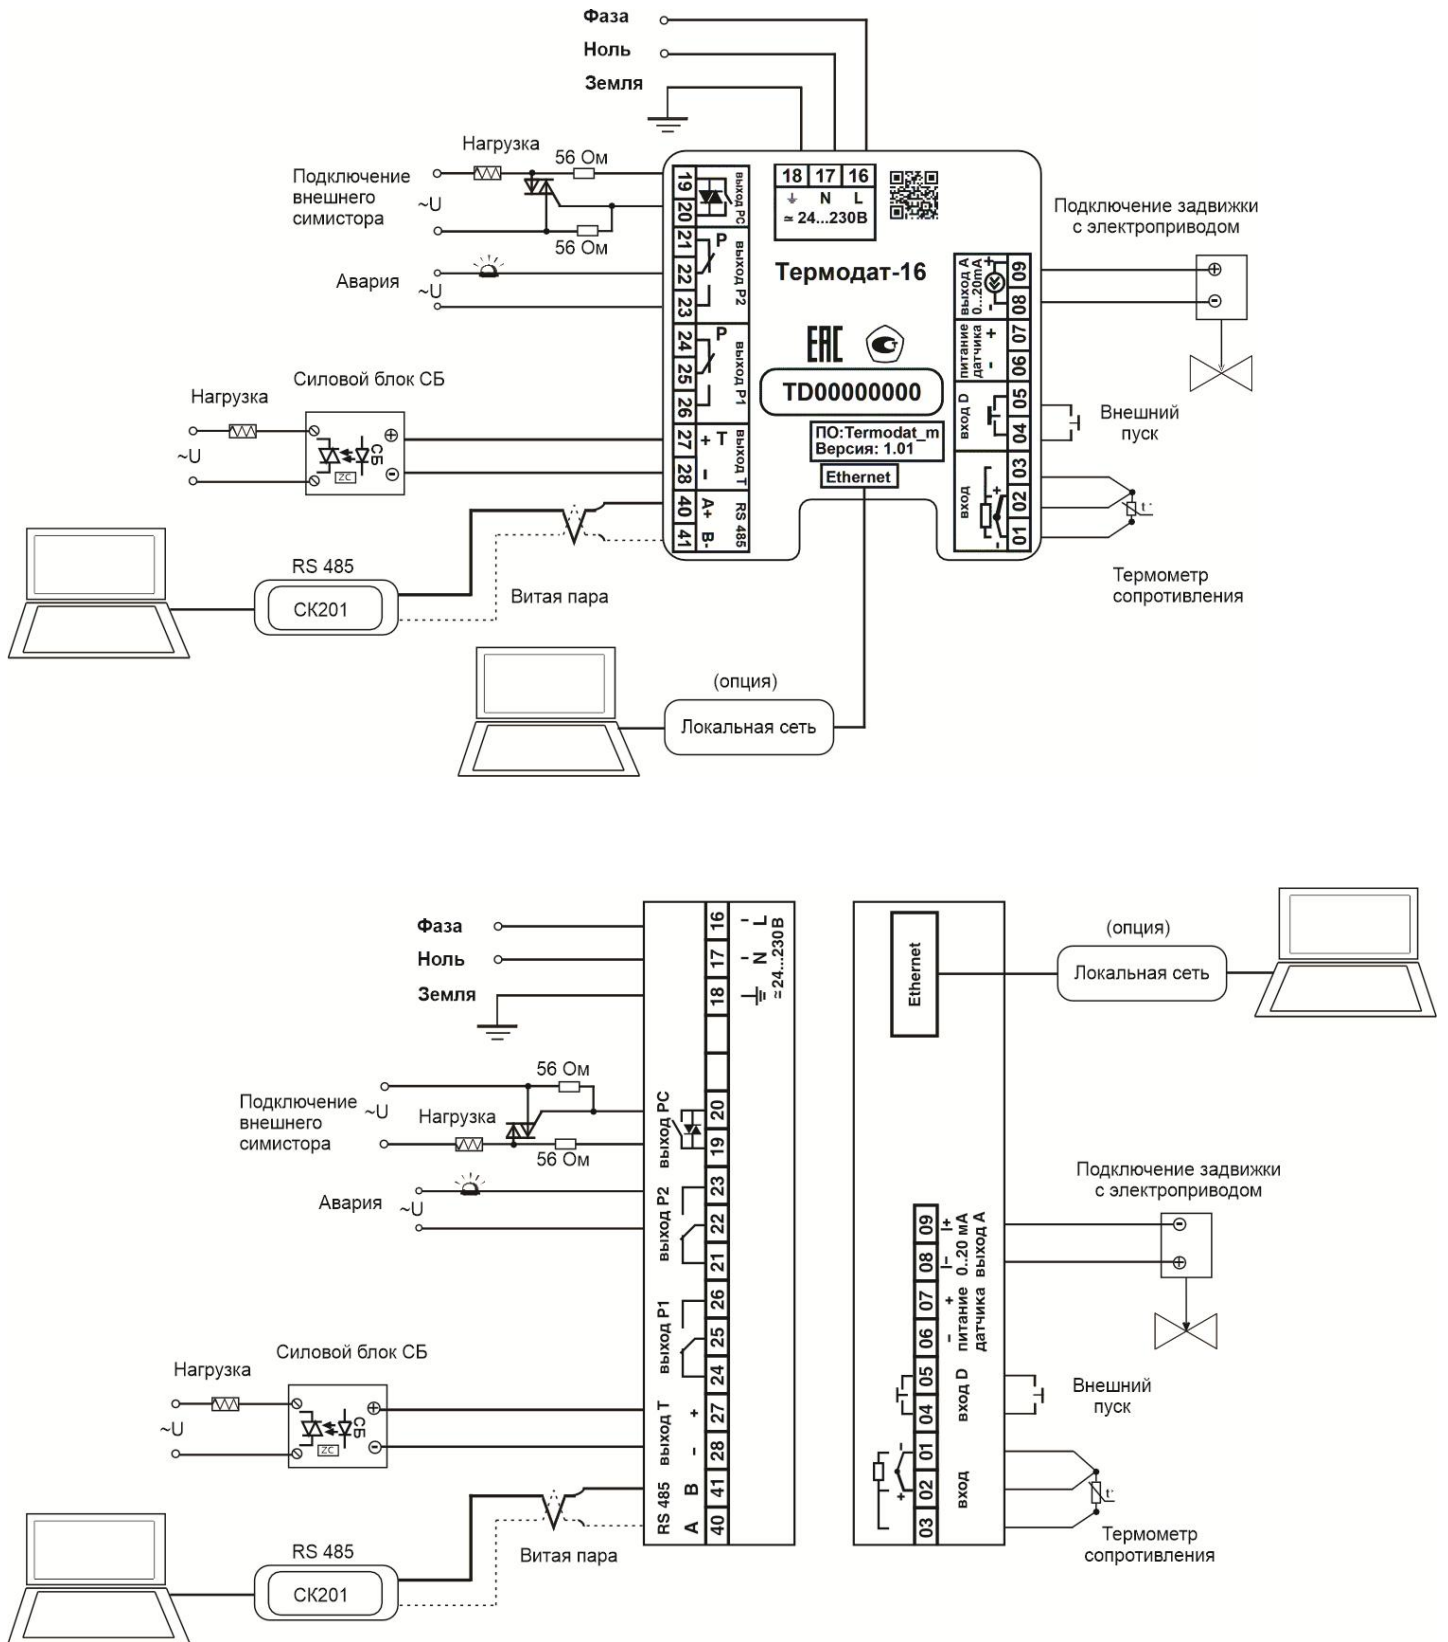 Фаза
Ноль
Земля
Нагрузка
56 Ом
Подключение
внешнего
симистора
~U
56 Ом
Авария
~U
Силовой блок СБ
Нагрузка
~U
СБ
ZC
RS 485
СК201
Витая пара
19
20
21
22
23
24
25
26
27
28
40
41
выход РС
Р
выход Р2
Р
выход Р1
+ Т
-
выход Т
A+
B-
RS 485
18 17 16
N L
≃ 24...230В
Термодат-16
ЕАС
TD00000000
ПО:Termodat_m
Версия: 1.01
Ethernet
выход А
0...20mA
+
-
питание
датчика
+
-
вход D
вход
+
-
09
08
07
06
05
04
03
02
01
Подключение задвижки
с электроприводом
Внешний
пуск
t°
Термометр
сопротивления
(опция)
Локальная сеть
Фаза
Ноль
Земля
56 Ом
Подключение
внешнего
симистора
~U
Нагрузка
56 Ом
Авария
~U
Силовой блок СБ
Нагрузка
~U
СБ
ZC
RS 485
СК201
Витая пара
16
17
18
20
19
23
22
21
26
25
24
27
28
41
40
- L
- N
≃24...230В
выход РС
выход Р2
выход Р1
выход Т
+
-
RS 485
B
A
Ethernet
(опция)
Локальная сеть
09
08
07
06
05
04
01
02
03
I+
I-
0..20 мА
выход А
+
-
питание
датчика
вход D
-
+
вход
Подключение задвижки
с электроприводом
Внешний
пуск
t°
Термометр
сопротивления